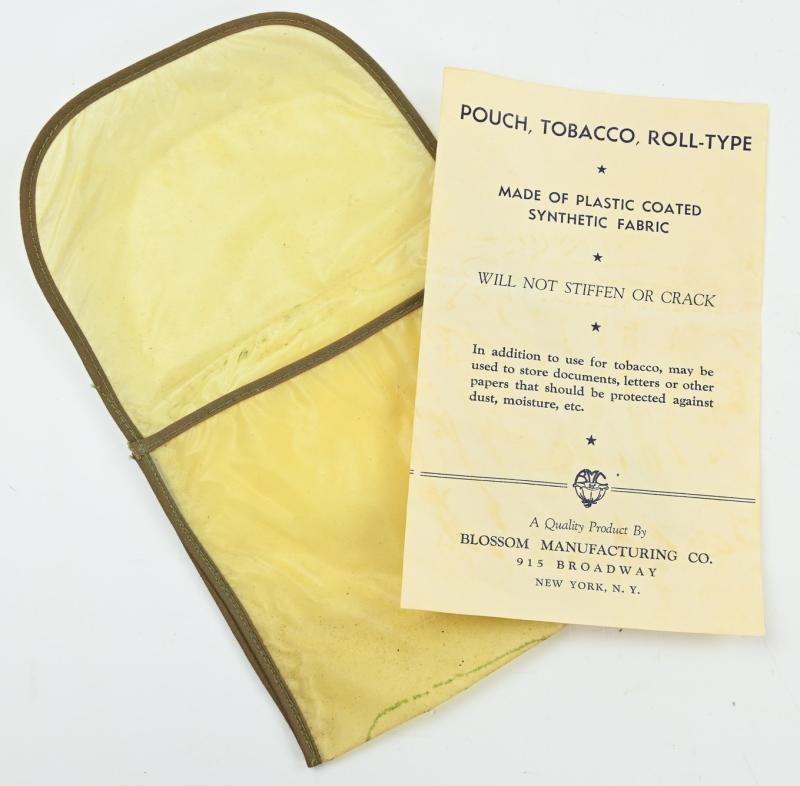 POUCH, TOBACCO, ROLL-TYPE
MADE OF PLASTIC COATED
SYNTHETIC FABRIC
WILL NOT STIFFEN OR CRACK
In addition to use for tobacco, may be
used to store documents, letters or other
papers that should be protected against
dust, moisture, etc.
BMC
A Quality Product By
BLOSSOM MANUFACTURING CO.
915 BROADWAY
NEW YORK, N. Y.